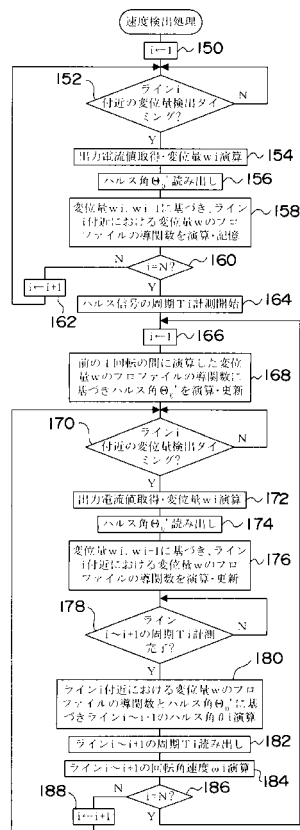 速度検出処理
i←1
150
152
ラインi
付近の変位量検出タイ
ミング?
N
Y
出力電流値取得・変位量wi演算
154
パルス角Θ0' 読み出し
156
変位量wi, wi-1に基づき、ライン
i付近における変位量wのプロ
ファイルの導関数を演算・記憶
158
N
i=N?
160
i←i+1
162
Y
パルス信号の周期Ti計測開始
164
i←1
166
前の1回転の間に演算した変位
量wのプロファイルの導関数に
基づきパルス角Θ0'を演算・更新
168
170
ラインi
付近の変位量検出タイ
ミング?
N
Y
出力電流値取得・変位量wi演算
172
パルス角Θ0' 読み出し
174
変位量wi, wi-1に基づき、ライン
i付近における変位量wのプロ
ファイルの導関数を演算・更新
176
178
ライン
i~i+1の周期Ti計測
完了?
N
Y
180
ラインi付近における変位量wのプロ
ファイルの導関数とパルス角Θ0'に基
づきラインi~i+1のパルス角θi演算
ラインi~i+1の周期Ti読み出し
182
ラインi~i+1の回転角速度ωi演算
184
188
N
i=N?
186
i←i+1
Y